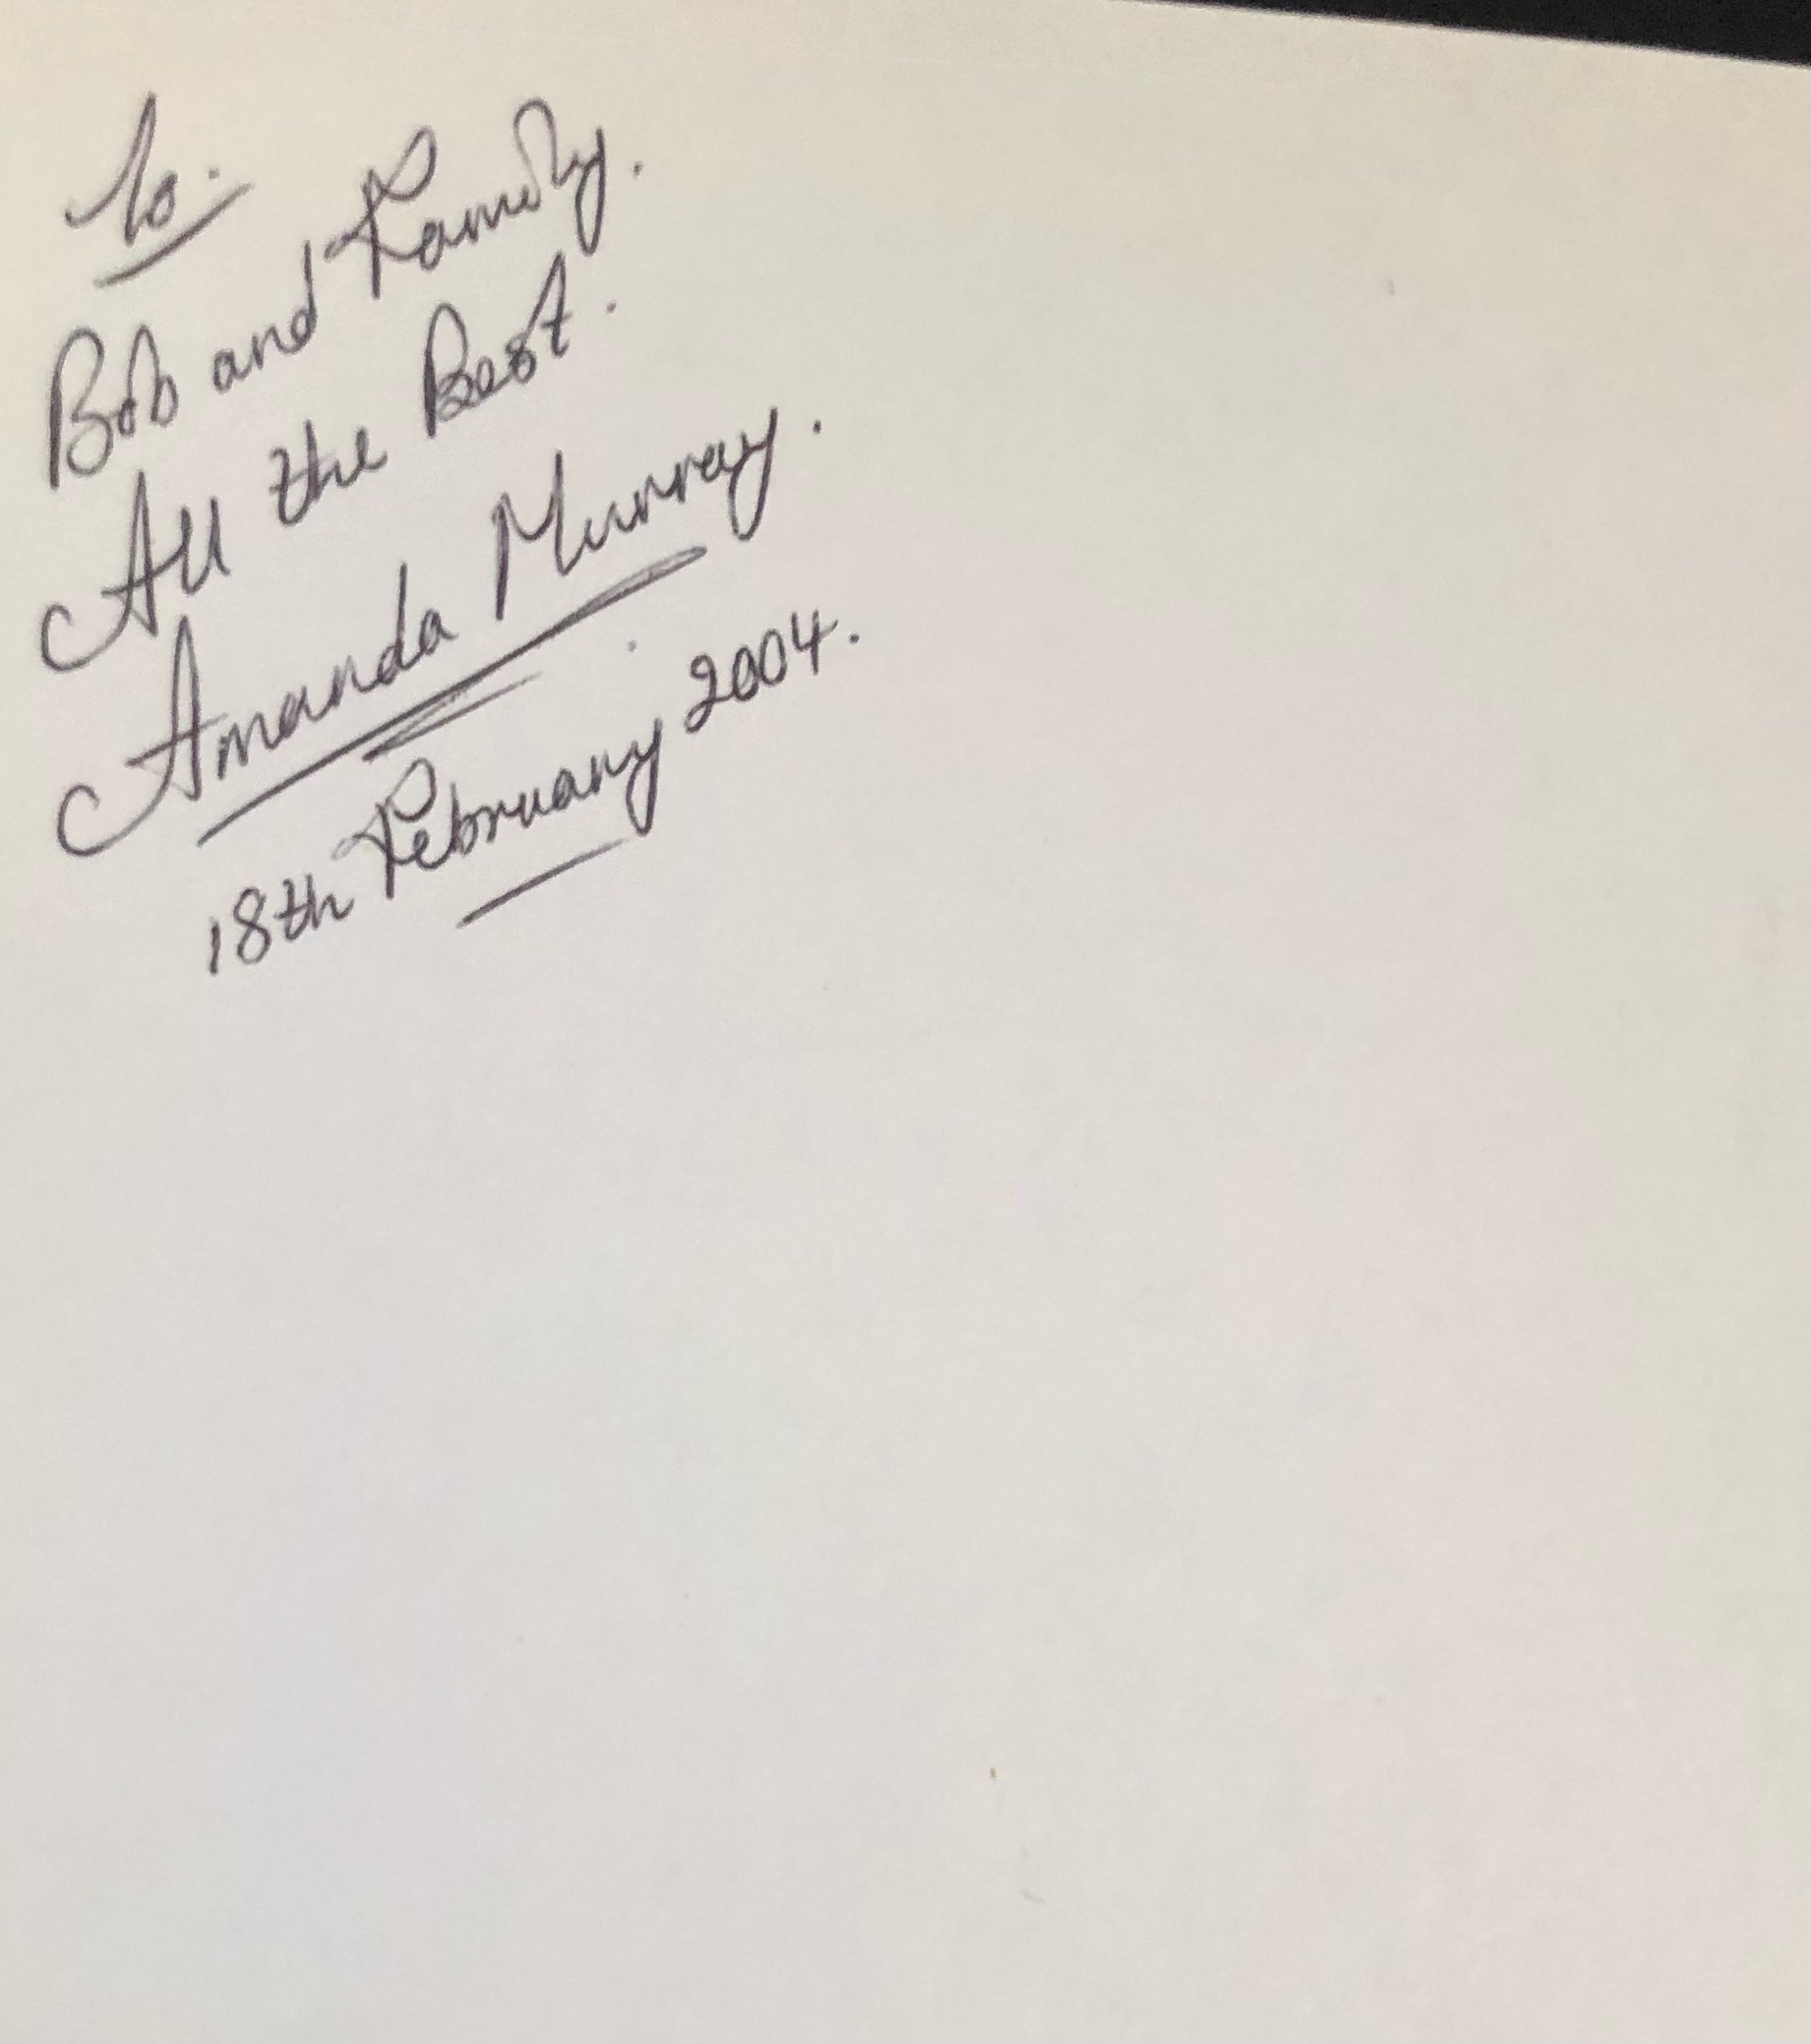 To.
Bob and Family.
All the Best.
Amanda Murray.
18th February 2004.